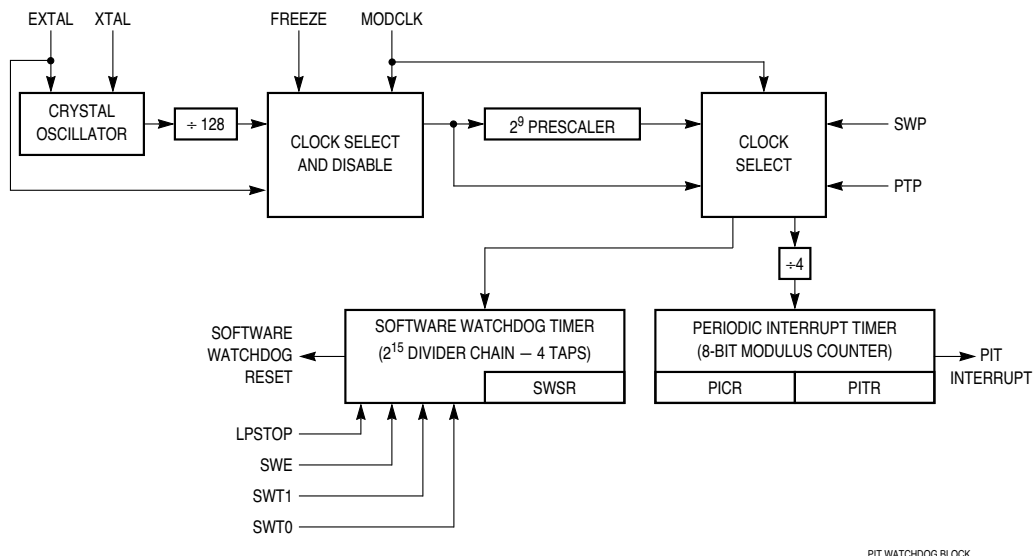 EXTAL XTAL FREEZE MODCLK
CRYSTAL
OSCILLATOR
÷ 128
CLOCK SELECT
AND DISABLE
2⁹ PRESCALER
CLOCK
SELECT
SWP
PTP
÷4
SOFTWARE
WATCHDOG
RESET
SOFTWARE WATCHDOG TIMER
(2¹⁵ DIVIDER CHAIN — 4 TAPS)
SWSR
PERIODIC INTERRUPT TIMER
(8-BIT MODULUS COUNTER)
PICR PITR
PIT
INTERRUPT
LPSTOP
SWE
SWT1
SWT0
PIT WATCHDOG BLOCK